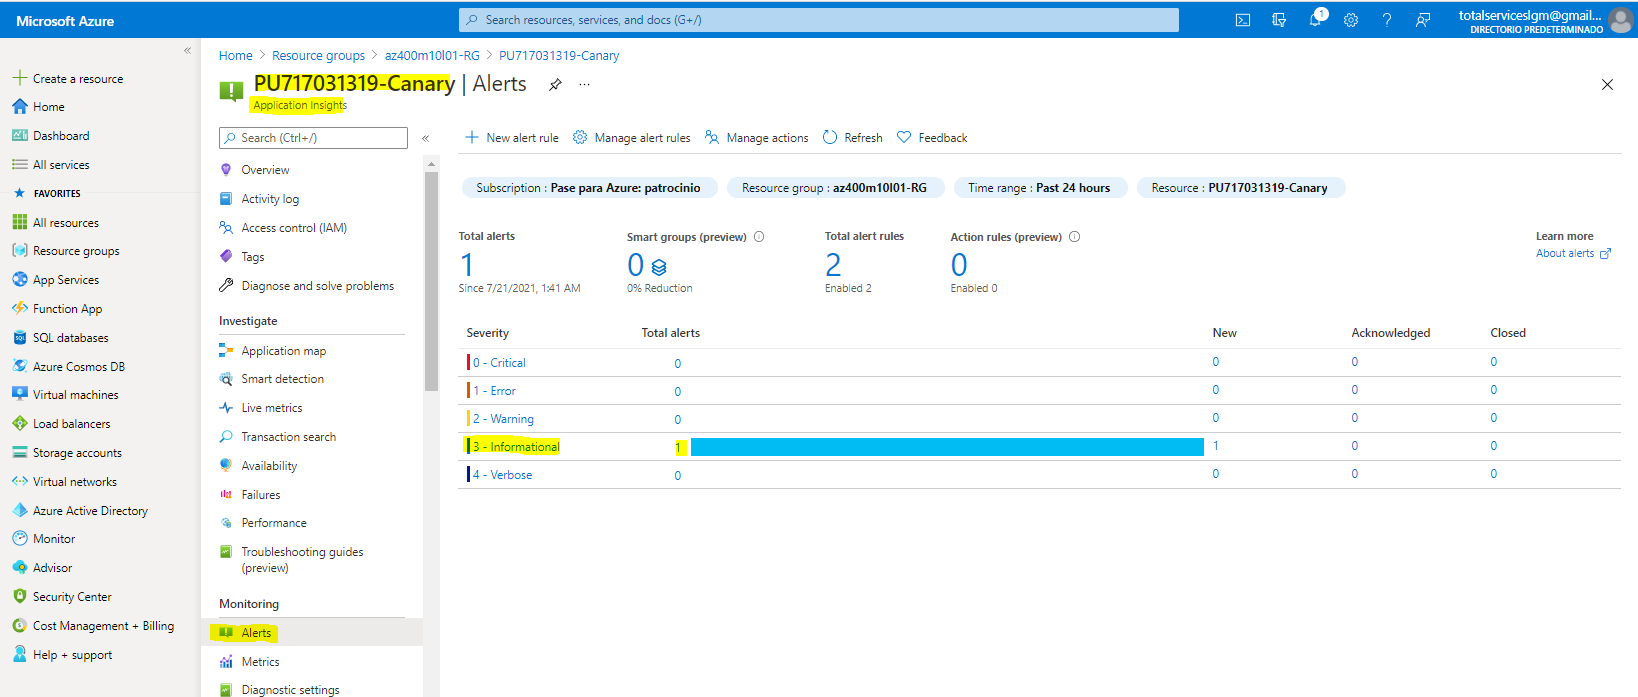 Microsoft Azure
Search resources, services, and docs (G+/)
1
totalserviceslgm@gmail...
DIRECTORIO PREDETERMINADO
«
Create a resource
Home
Dashboard
All services
FAVORITES
All resources
Resource groups
App Services
Function App
SQL databases
Azure Cosmos DB
Virtual machines
Load balancers
Storage accounts
Virtual networks
Azure Active Directory
Monitor
Advisor
Security Center
Cost Management + Billing
Help + support
Home > Resource groups > az400m10l01-RG > PU717031319-Canary
PU717031319-Canary | Alerts
Application Insights
Search (Ctrl+/)
«
Overview
Activity log
Access control (IAM)
Tags
Diagnose and solve problems
Investigate
Application map
Smart detection
Live metrics
Transaction search
Availability
Failures
Performance
Troubleshooting guides
(preview)
Monitoring
Alerts
Metrics
Diagnostic settings
New alert rule Manage alert rules Manage actions Refresh Feedback
Subscription : Pase para Azure: patrocinio Resource group : az400m10l01-RG Time range : Past 24 hours Resource : PU717031319-Canary
Total alerts
1
Since 7/21/2021, 1:41 AM
Smart groups (preview)
0
0% Reduction
Total alert rules
2
Enabled 2
Action rules (preview)
0
Enabled 0
Learn more
About alerts
Severity Total alerts New Acknowledged Closed
0 - Critical 0 0 0 0
1 - Error 0 0 0 0
2 - Warning 0 0 0 0
3 - Informational 1 1 0 0
4 - Verbose 0 0 0 0